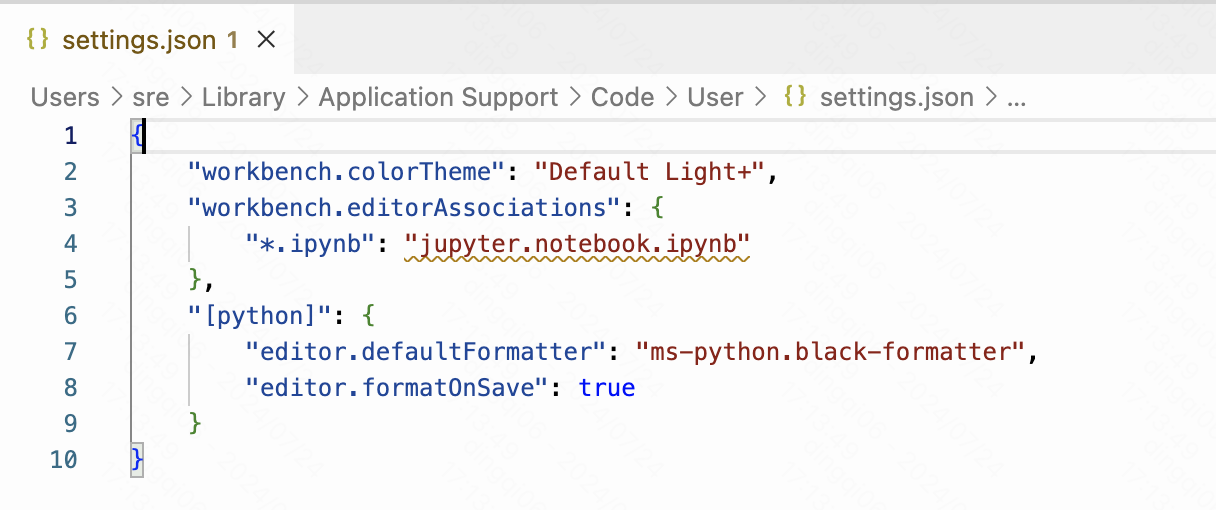 {} settings.json 1 ×
Users > sre > Library > Application Support > Code > User > {} settings.json > ...
1 {
2     "workbench.colorTheme": "Default Light+",
3     "workbench.editorAssociations": {
4         "*.ipynb": "jupyter.notebook.ipynb"
5     },
6     "[python]": {
7         "editor.defaultFormatter": "ms-python.black-formatter",
8         "editor.formatOnSave": true
9     }
10 }